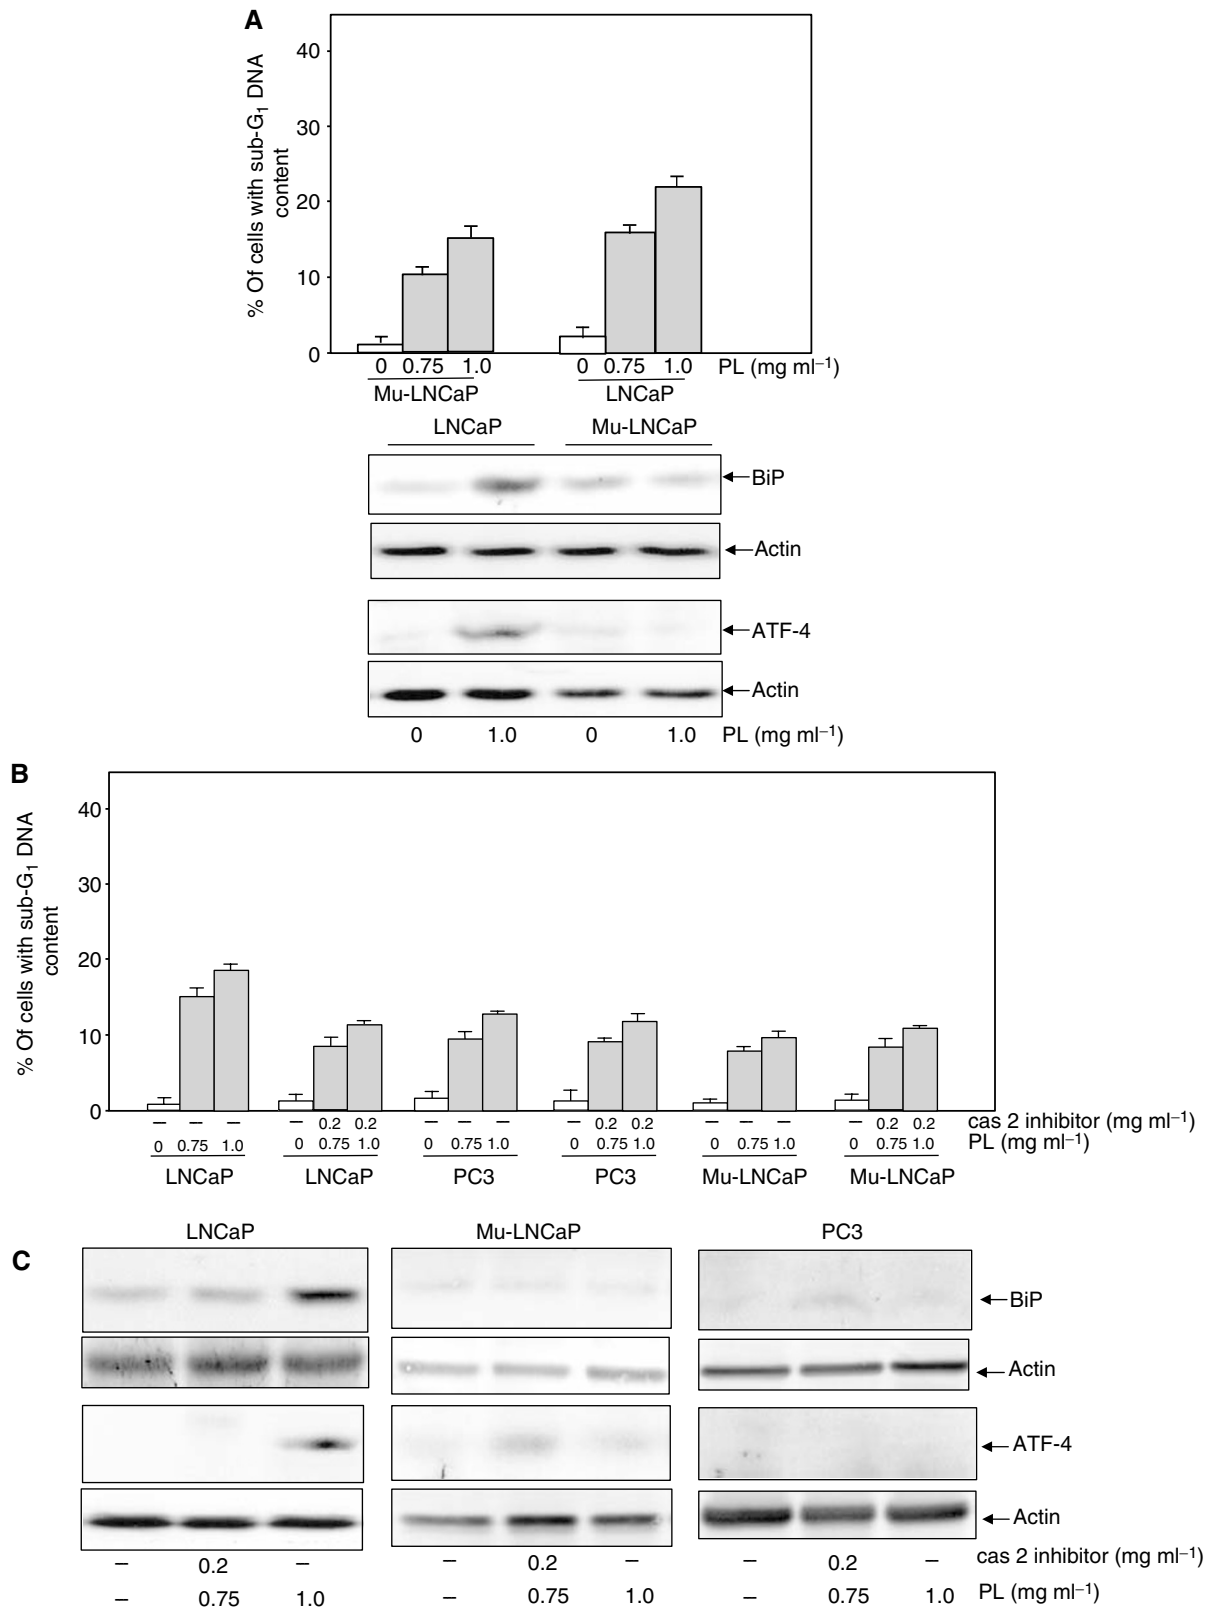 A
% Of cells with sub-G1 DNA
content
40
30
20
10
0
0 0.75 1.0 0 0.75 1.0 PL (mg ml−1)
Mu-LNCaP LNCaP
LNCaP Mu-LNCaP
BiP
Actin
ATF-4
Actin
0 1.0 0 1.0 PL (mg ml−1)
B
% Of cells with sub-G1 DNA
content
40
30
20
10
0
– – – – 0.2 0.2 – – – – 0.2 0.2 – – – – 0.2 0.2 cas 2 inhibitor (mg ml−1)
0 0.75 1.0 0 0.75 1.0 0 0.75 1.0 0 0.75 1.0 0 0.75 1.0 0 0.75 1.0 PL (mg ml−1)
LNCaP LNCaP PC3 PC3 Mu-LNCaP Mu-LNCaP
C
LNCaP Mu-LNCaP PC3
BiP
Actin
ATF-4
Actin
– 0.2 – – 0.2 – – 0.2 – cas 2 inhibitor (mg ml−1)
– 0.75 1.0 – 0.75 1.0 – 0.75 1.0 PL (mg ml−1)